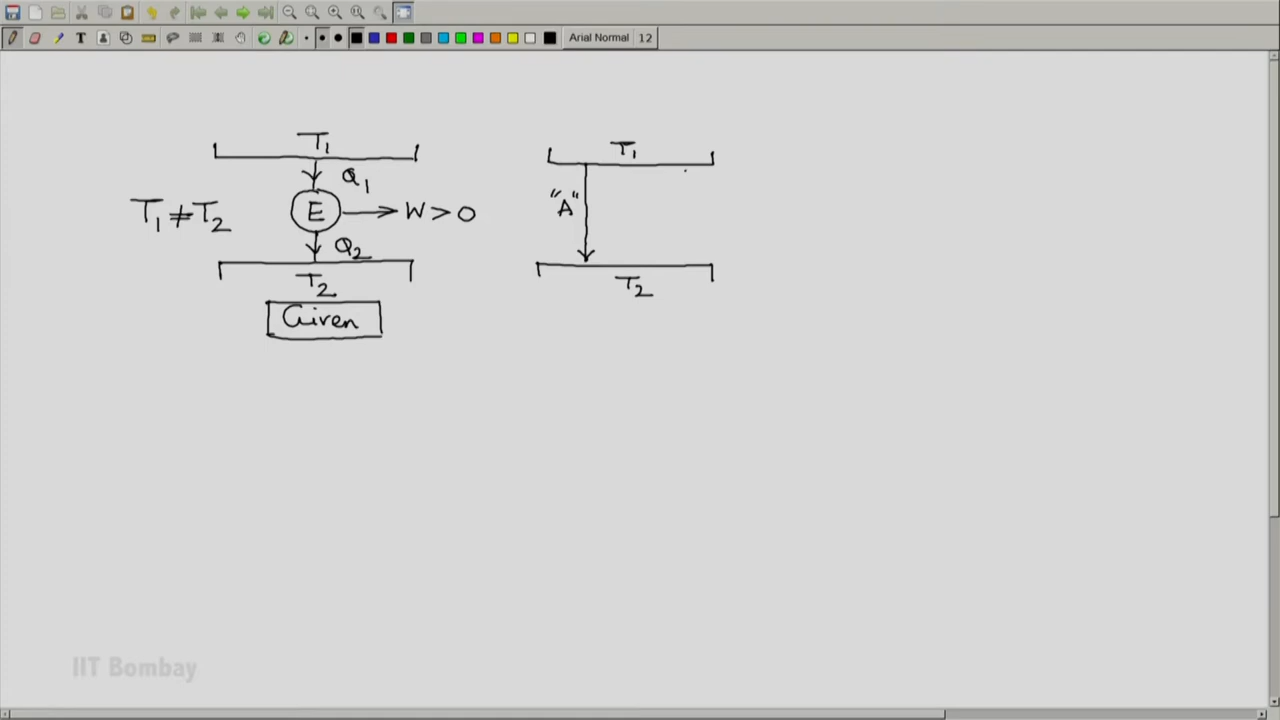 Arial Normal 12
T₁
Q₁
T₁ ≠ T₂
E
W > 0
Q₂
T₂
Given
T₁
"A"
T₂
IIT Bombay